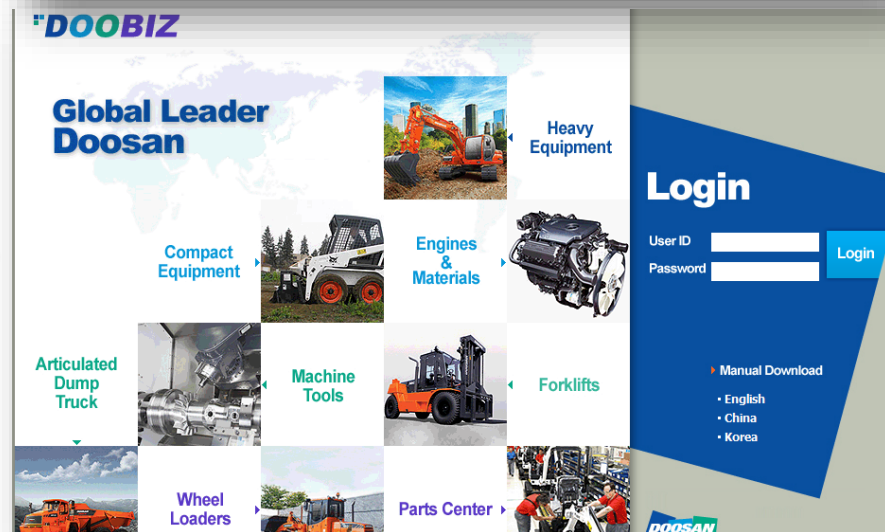 DOOBIZ
Global Leader
Doosan
Heavy
Equipment
Compact
Equipment
Engines
&
Materials
Articulated
Dump
Truck
Machine
Tools
Forklifts
Wheel
Loaders
Parts Center
Login
User ID
Password
Login
Manual Download
• English
• China
• Korea
DOOSAN